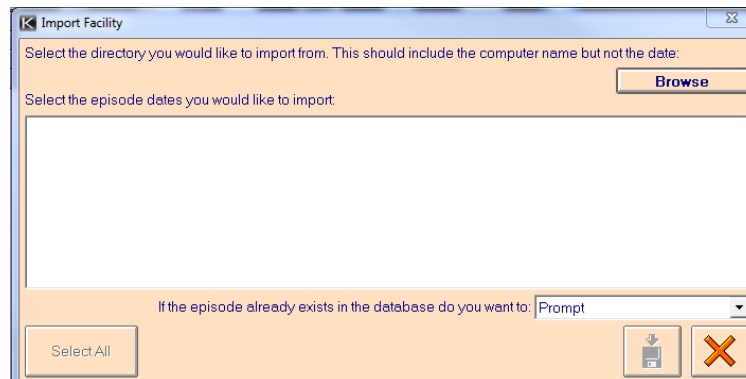 Import Facility
Select the directory you would like to import from. This should include the computer name but not the date:
Browse
Select the episode dates you would like to import:
If the episode already exists in the database do you want to: Prompt
Select All